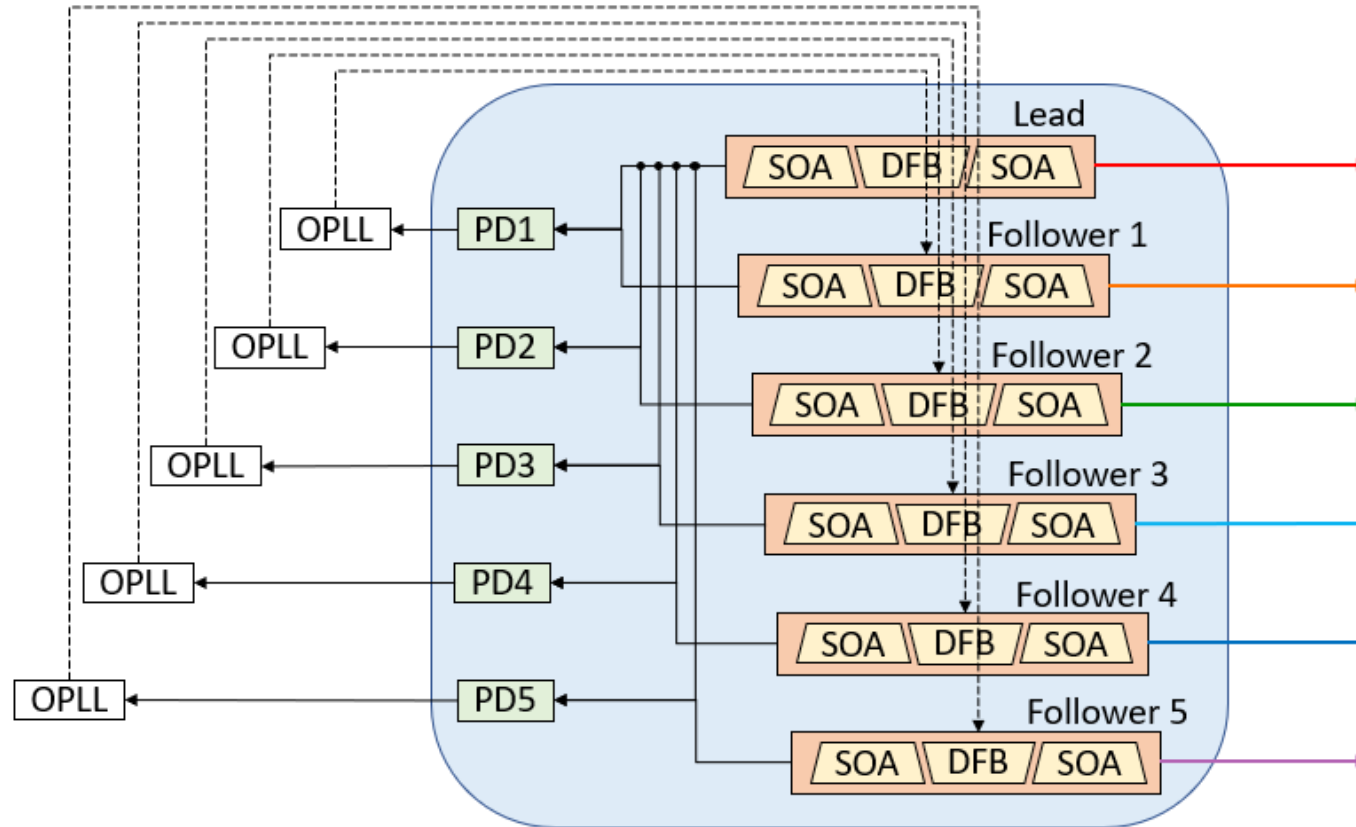 Lead
SOA DFB SOA
OPLL PD1 Follower 1
SOA DFB SOA
OPLL PD2 Follower 2
SOA DFB SOA
OPLL PD3 Follower 3
SOA DFB SOA
OPLL PD4 Follower 4
SOA DFB SOA
OPLL PD5 Follower 5
SOA DFB SOA